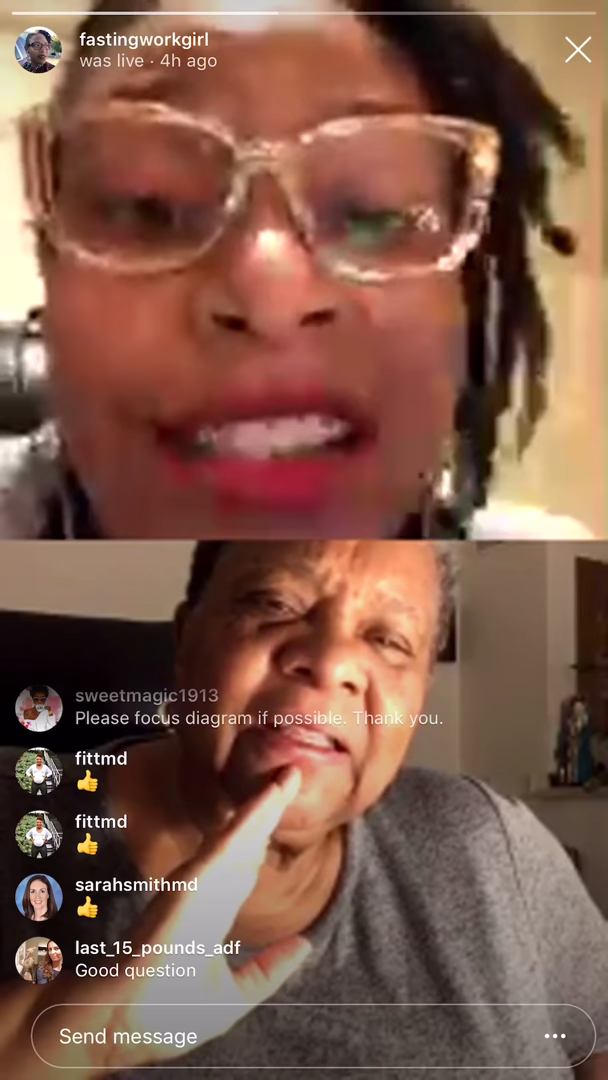 fastingworkgirl
was live · 4h ago
sweetmagic1913
Please focus diagram if possible. Thank you.
fittmd
👍
fittmd
👍
sarahsmithmd
👍
last_15_pounds_adf
Good question
Send message